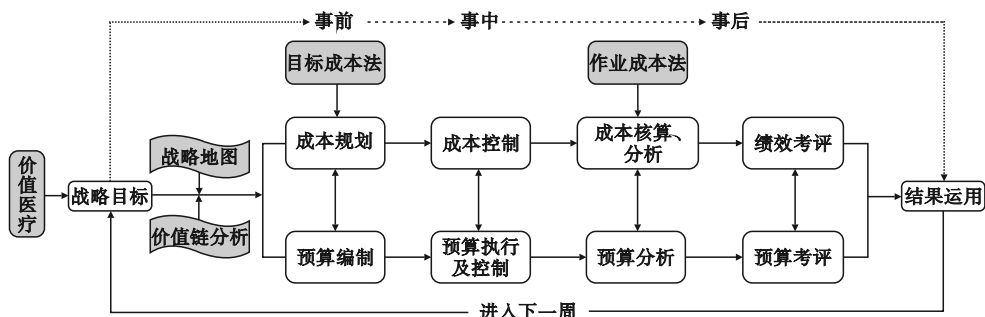 事前
事中
事后
目标成本法
作业成本法
成本规划
成本控制
成本核算、
分析
绩效考评
价值医疗
战略目标
战略地图
价值链分析
结果运用
预算编制
预算执行
及控制
预算分析
预算考评
进入下一周